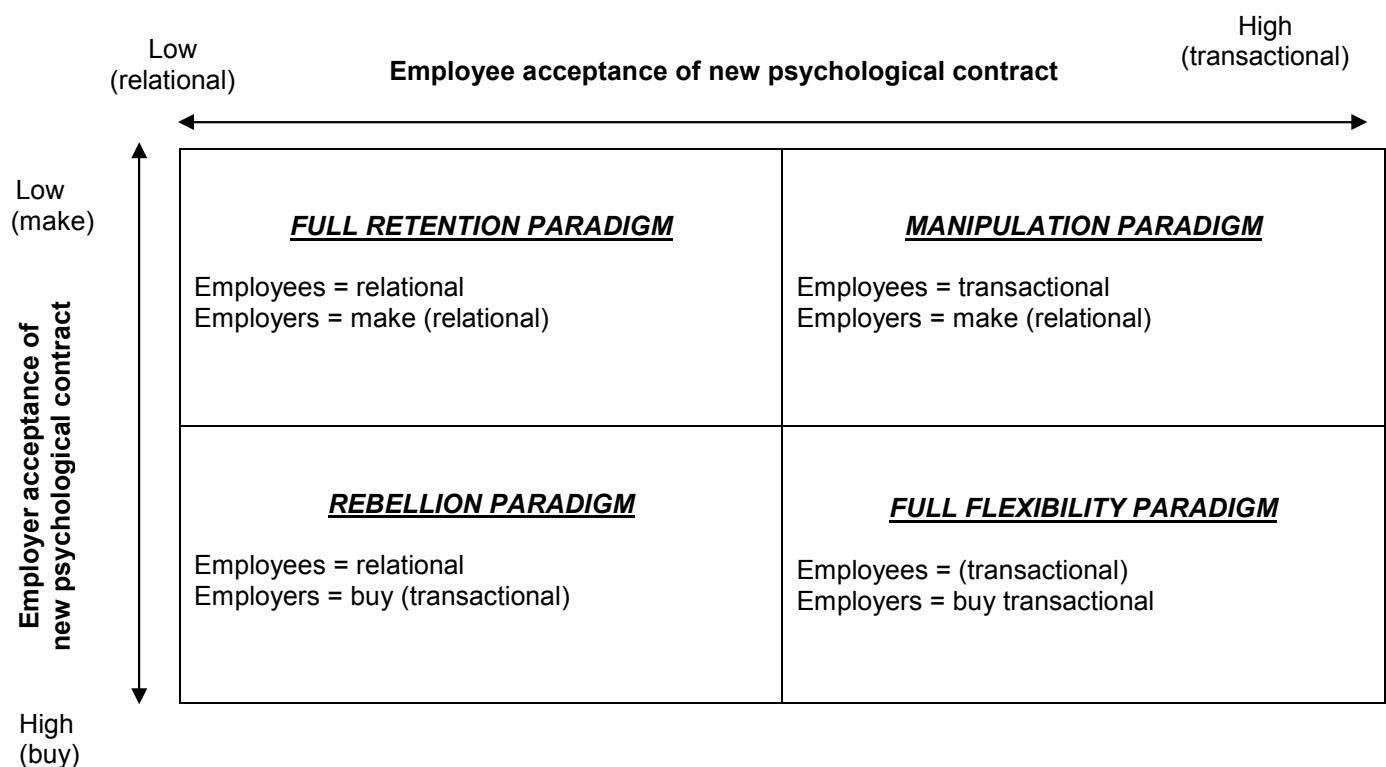 Low
(relational)
Employee acceptance of new psychological contract
High
(transactional)
Low
(make)
Employer acceptance of
new psychological contract
High
(buy)
FULL RETENTION PARADIGM
Employees = relational
Employers = make (relational)
MANIPULATION PARADIGM
Employees = transactional
Employers = make (relational)
REBELLION PARADIGM
Employees = relational
Employers = buy (transactional)
FULL FLEXIBILITY PARADIGM
Employees = (transactional)
Employers = buy transactional